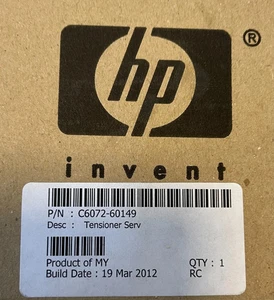 hp
®
invent
P/N : C6072-60149
Desc : Tensioner Serv
Product of MY QTY : 1
Build Date : 19 Mar 2012 RC